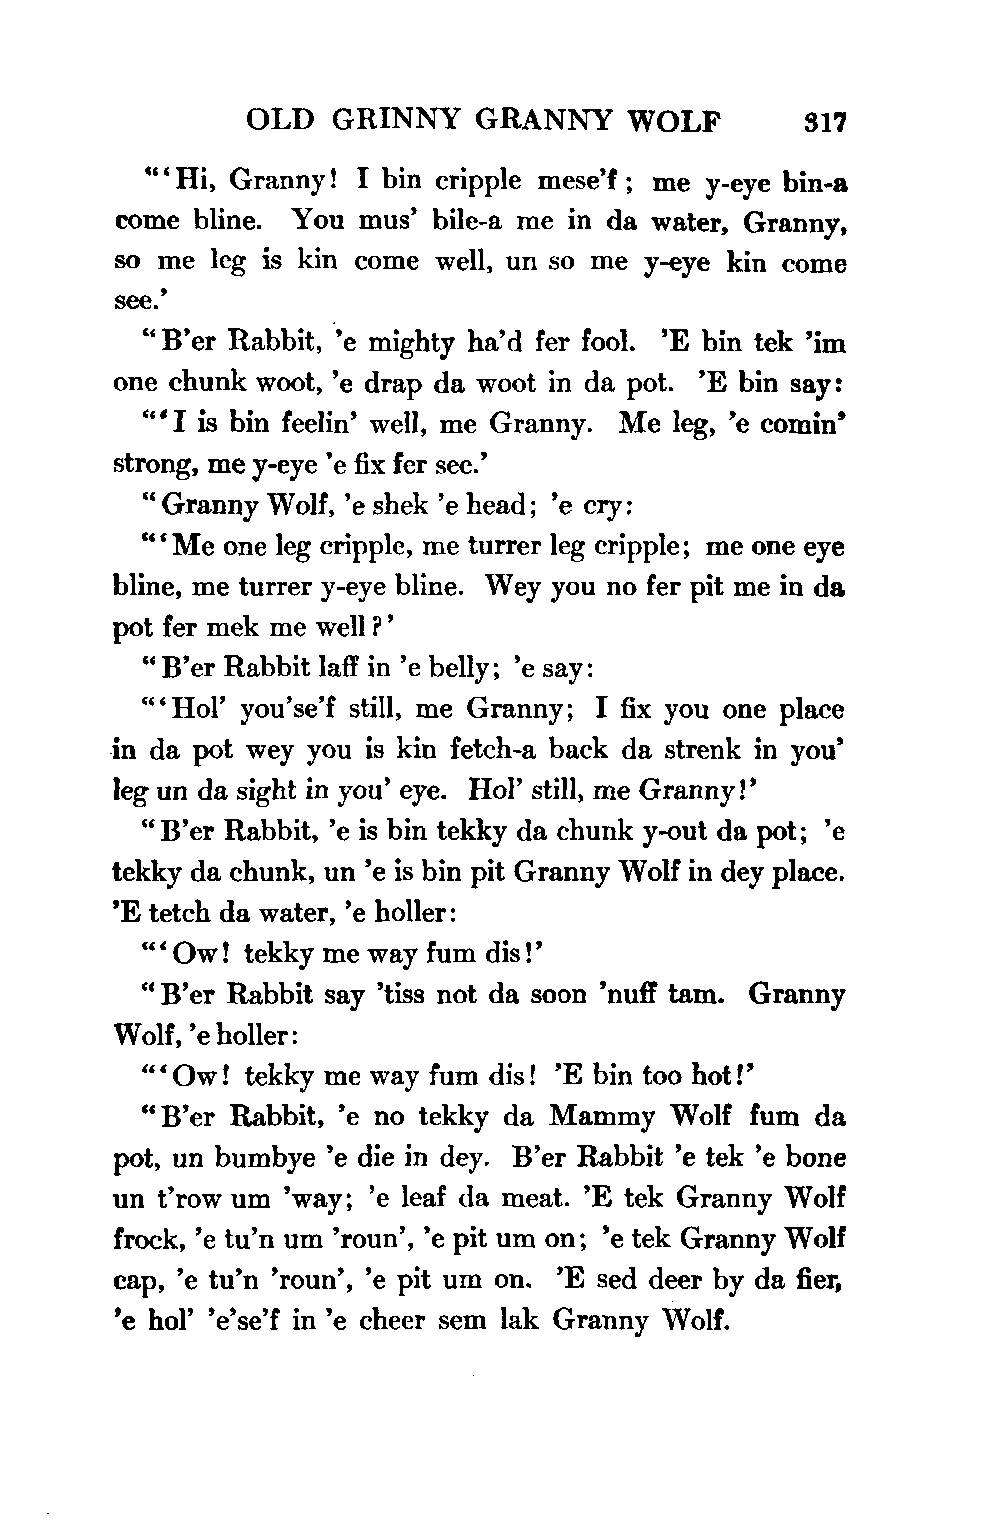 OLD GRINNY GRANNY WOLF 317
"'Hi, Granny! I bin cripple mese'f; me y-eye bin-a
come bline. You mus' bile-a me in da water, Granny,
so me leg is kin come well, un so me y-eye kin come
see.'
"B'er Rabbit, 'e mighty ha'd fer fool. 'E bin tek 'im
one chunk woot, 'e drap da woot in da pot. 'E bin say:
"'I is bin feelin' well, me Granny. Me leg, 'e comin'
strong, me y-eye 'e fix fer see.'
"Granny Wolf, 'e shek 'e head; 'e cry:
"'Me one leg cripple, me turrer leg cripple; me one eye
bline, me turrer y-eye bline. Wey you no fer pit me in da
pot fer mek me well?'
"B'er Rabbit laff in 'e belly; 'e say:
"'Hol' you'se'f still, me Granny; I fix you one place
in da pot wey you is kin fetch-a back da strenk in you'
leg un da sight in you' eye. Hol' still, me Granny!'
"B'er Rabbit, 'e is bin tekky da chunk y-out da pot; 'e
tekky da chunk, un 'e is bin pit Granny Wolf in dey place.
'E tetch da water, 'e holler:
"'Ow! tekky me way fum dis!'
"B'er Rabbit say 'tiss not da soon 'nuff tam. Granny
Wolf, 'e holler:
"'Ow! tekky me way fum dis! 'E bin too hot!'
"B'er Rabbit, 'e no tekky da Mammy Wolf fum da
pot, un bumbye 'e die in dey. B'er Rabbit 'e tek 'e bone
un t'row um 'way; 'e leaf da meat. 'E tek Granny Wolf
frock, 'e tu'n um 'roun', 'e pit um on; 'e tek Granny Wolf
cap, 'e tu'n 'roun', 'e pit um on. 'E sed deer by da fier,
'e hol' 'e'se'f in 'e cheer sem lak Granny Wolf.